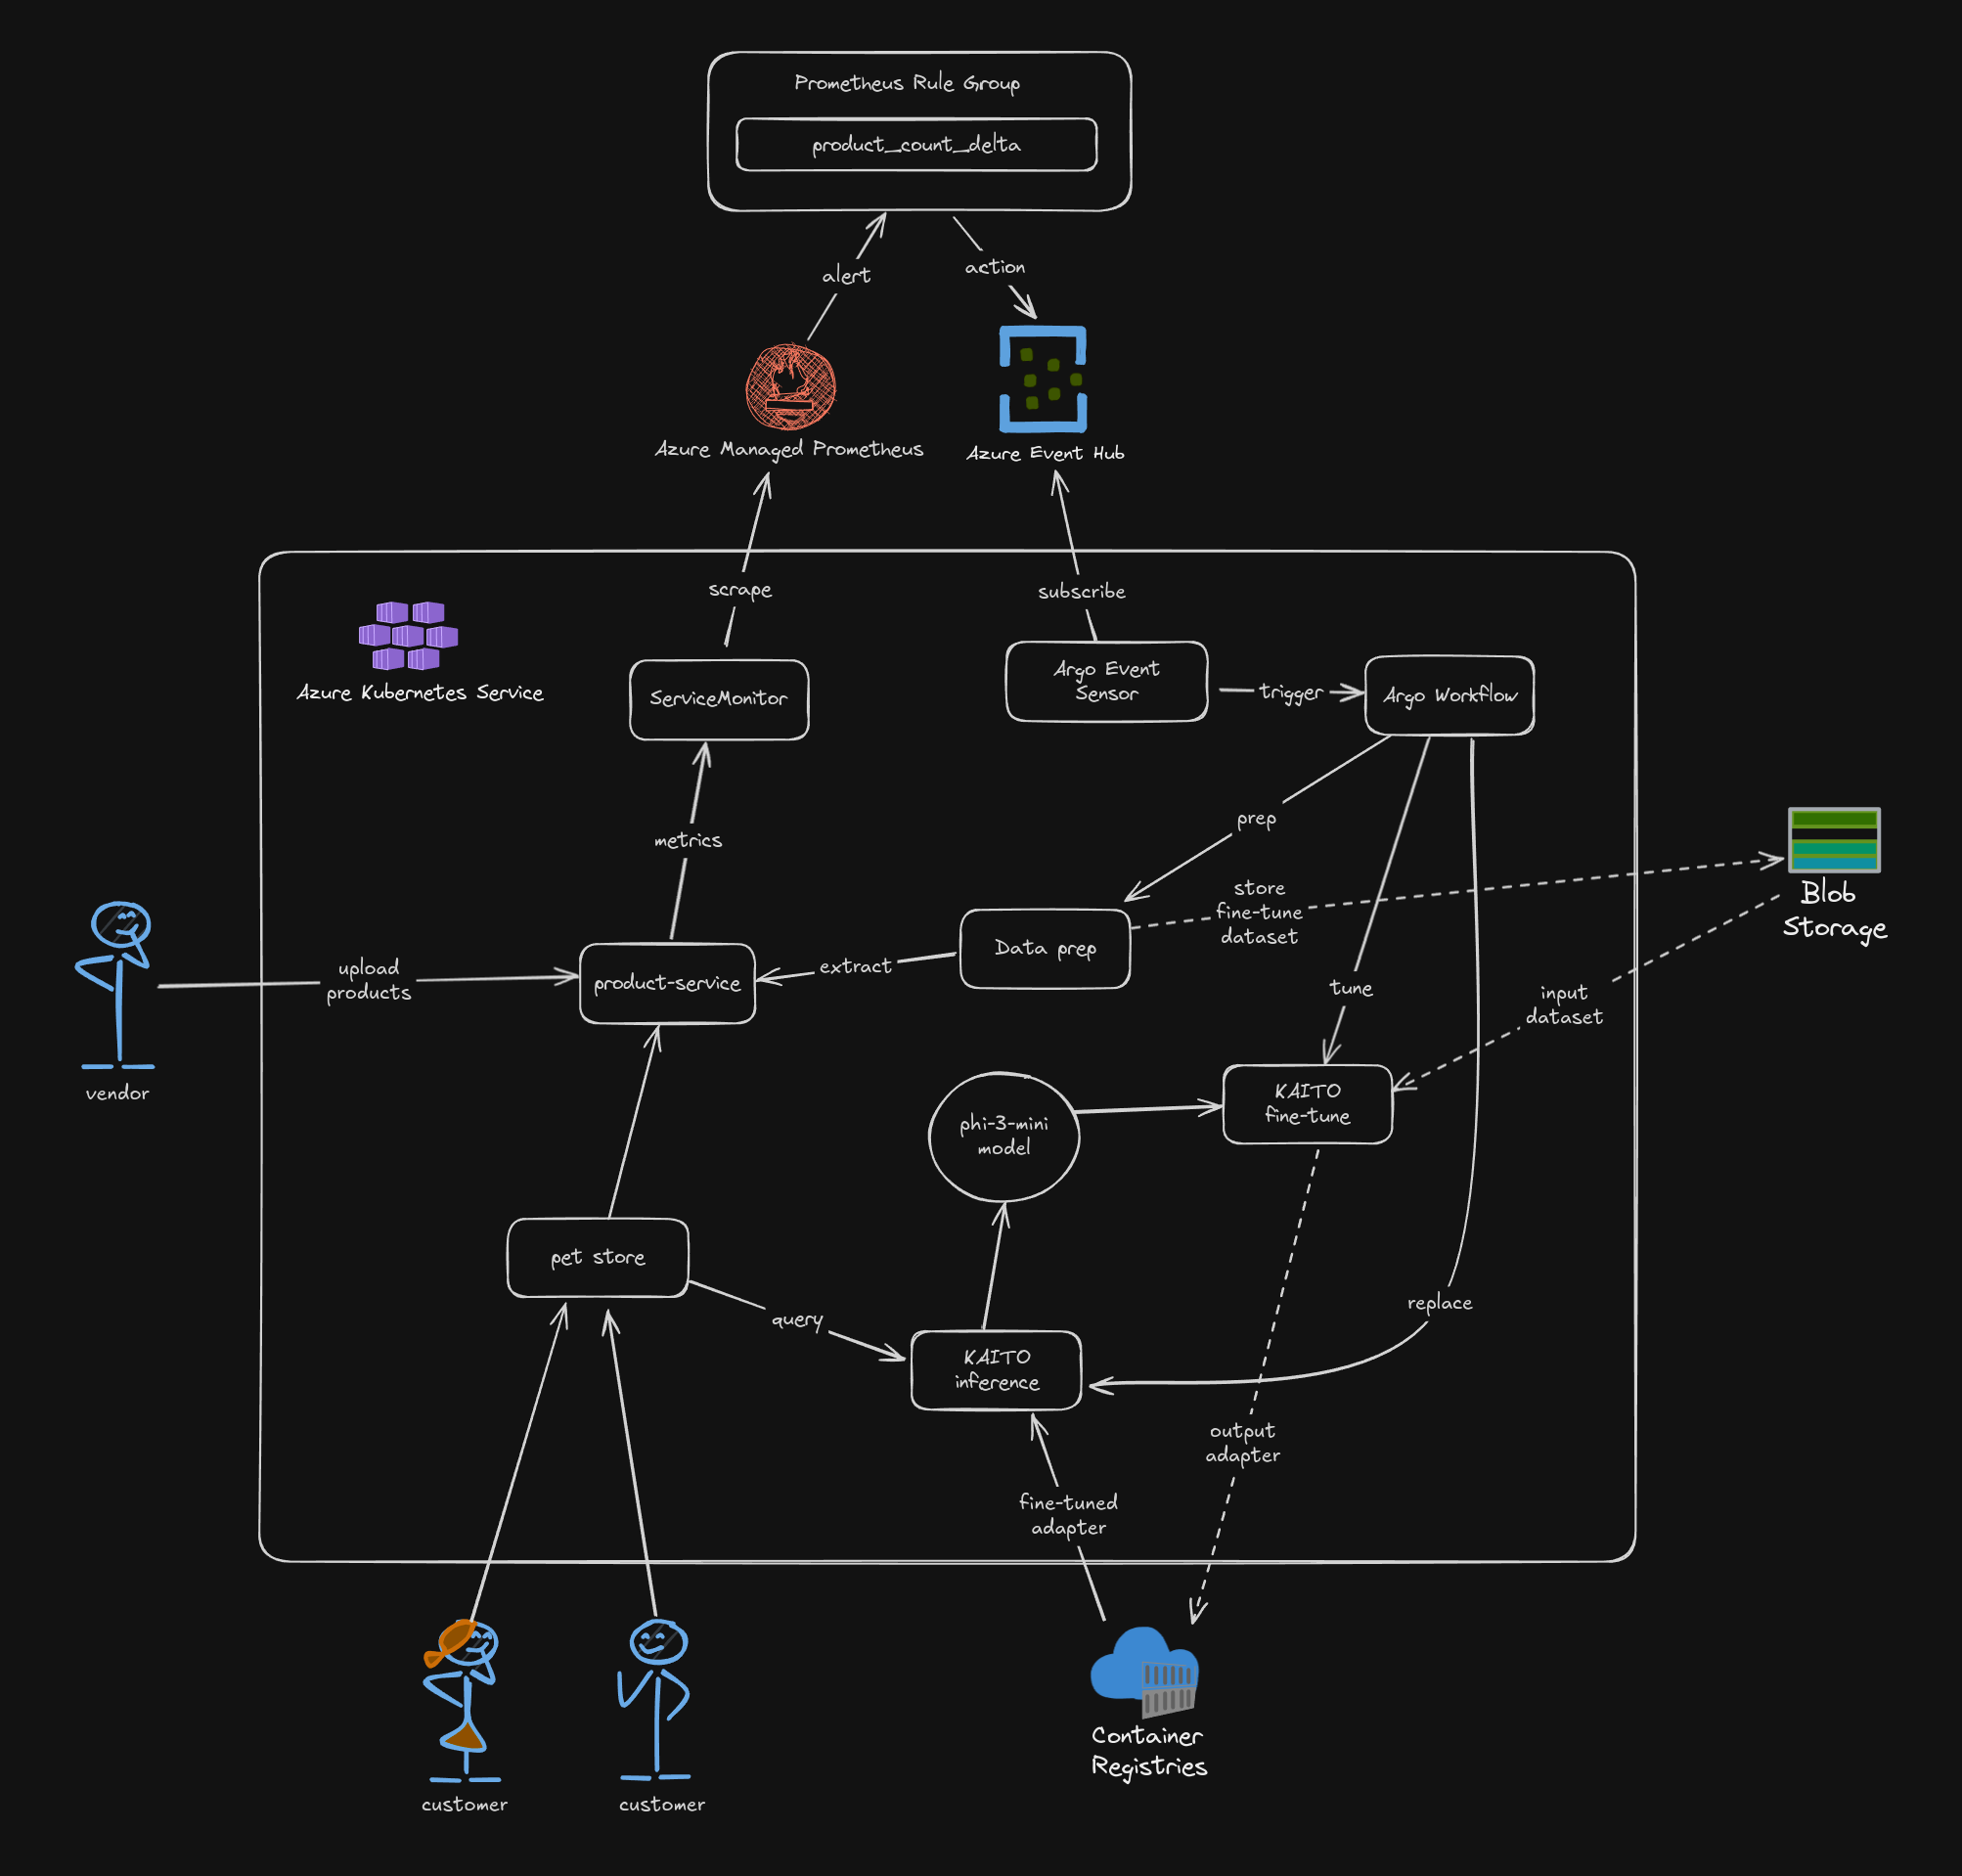 Prometheus Rule Group
product_count_delta
alert
action
Azure Managed Prometheus
Azure Event Hub
scrape
subscribe
Azure Kubernetes Service
ServiceMonitor
Argo Event
Sensor
trigger
Argo Workflow
metrics
prep
store
fine-tune
dataset
Blob
Storage
upload
products
product-service
extract
Data prep
tune
input
dataset
vendor
phi-3-mini
model
KAITO
fine-tune
pet store
query
KAITO
inference
replace
output
adapter
fine-tuned
adapter
Container
Registries
customer
customer